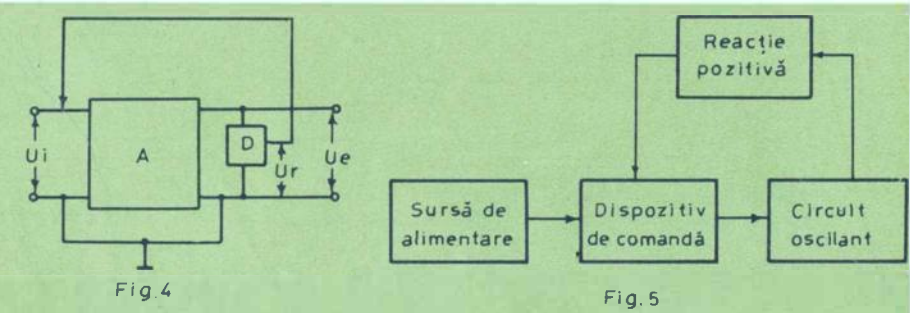 Ui
A
D
Ur
Ue
Fig.4
Reacție
pozitivă
Sursă de
alimentare
Dispozitiv
de comandă
Circuit
oscilant
Fig.5